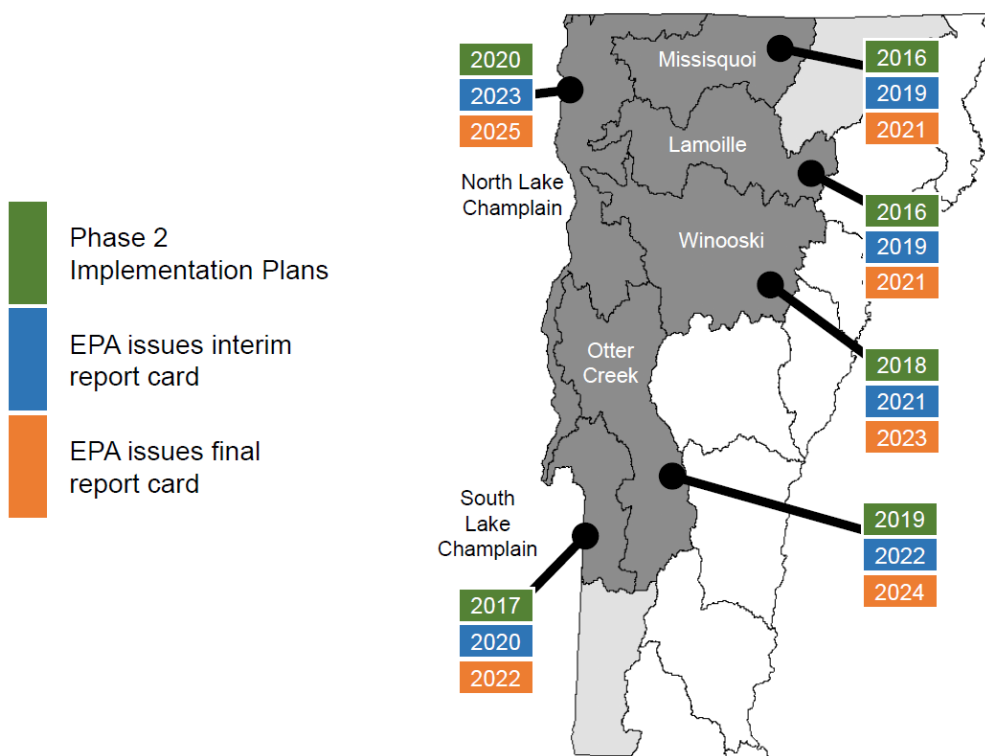 Phase 2
Implementation Plans
EPA issues interim
report card
EPA issues final
report card
2020
2023
2025
Missisquoi
2016
2019
2021
Lamoille
North Lake
Champlain
2016
2019
2021
Winooski
2018
2021
2023
Otter
Creek
South
Lake
Champlain
2019
2022
2024
2017
2020
2022